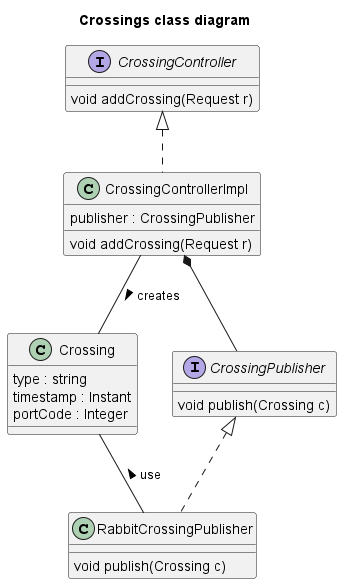 Crossings class diagram
I CrossingController
void addCrossing(Request r)
C CrossingControllerImpl
publisher : CrossingPublisher
void addCrossing(Request r)
creates
C Crossing
type : string
timestamp : Instant
portCode : Integer
I CrossingPublisher
void publish(Crossing c)
use
C RabbitCrossingPublisher
void publish(Crossing c)